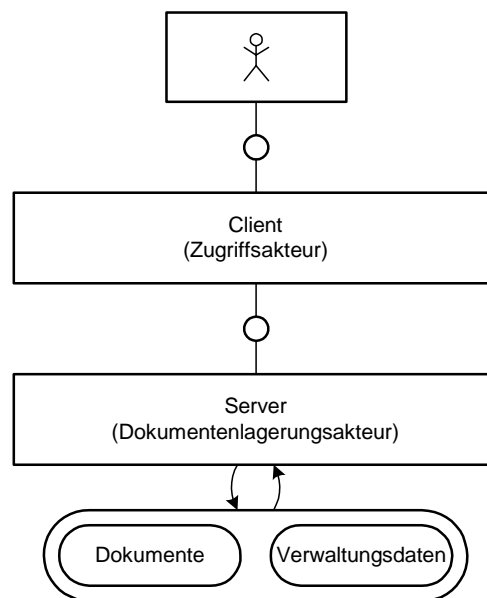 Client
(Zugriffsakteur)
Server
(Dokumentenlagerungsakteur)
Dokumente
Verwaltungsdaten